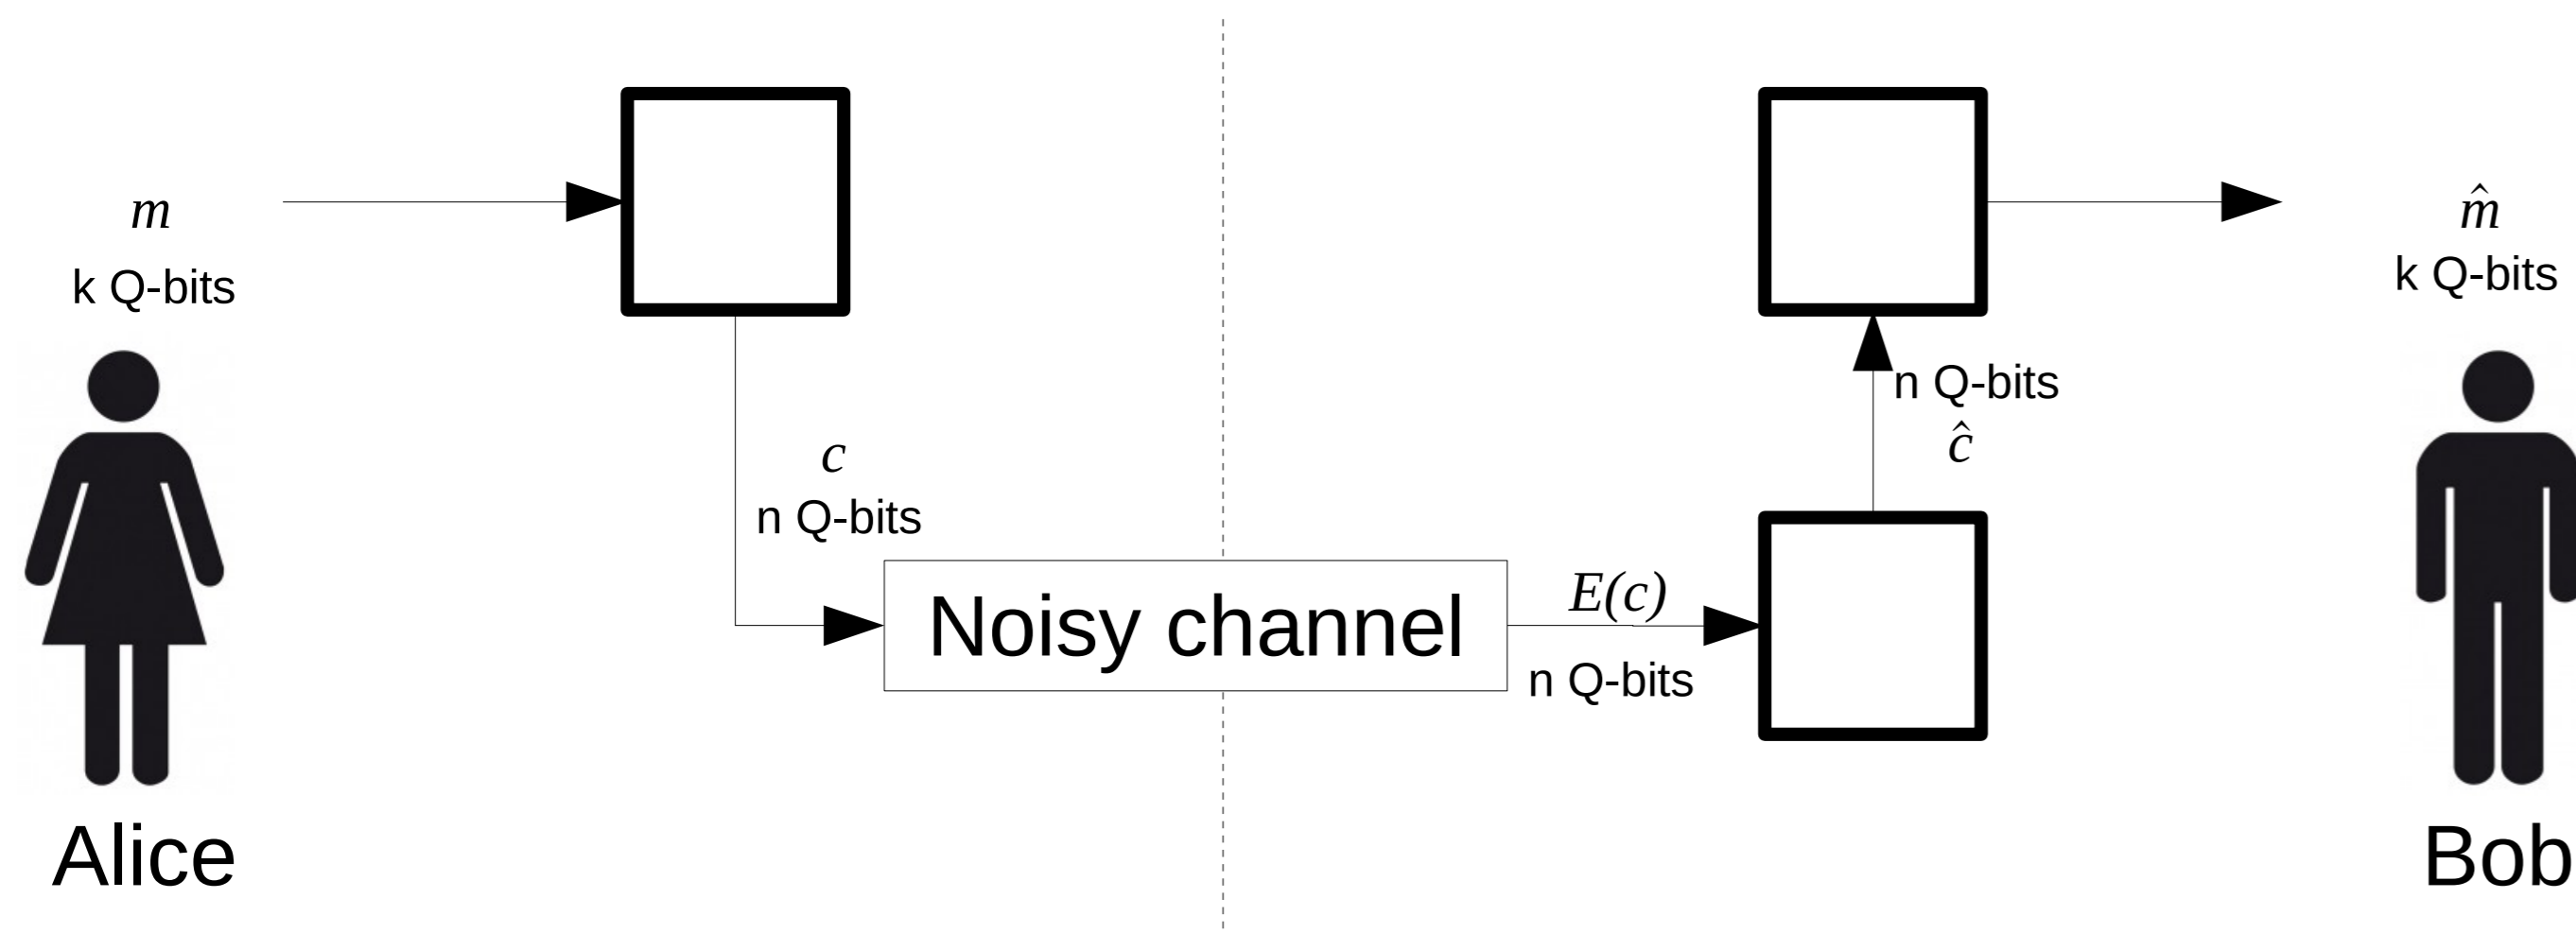 m
k Q-bits
Alice
c
n Q-bits
Noisy channel
E(c)
n Q-bits
n Q-bits
ĉ
m̂
k Q-bits
Bob